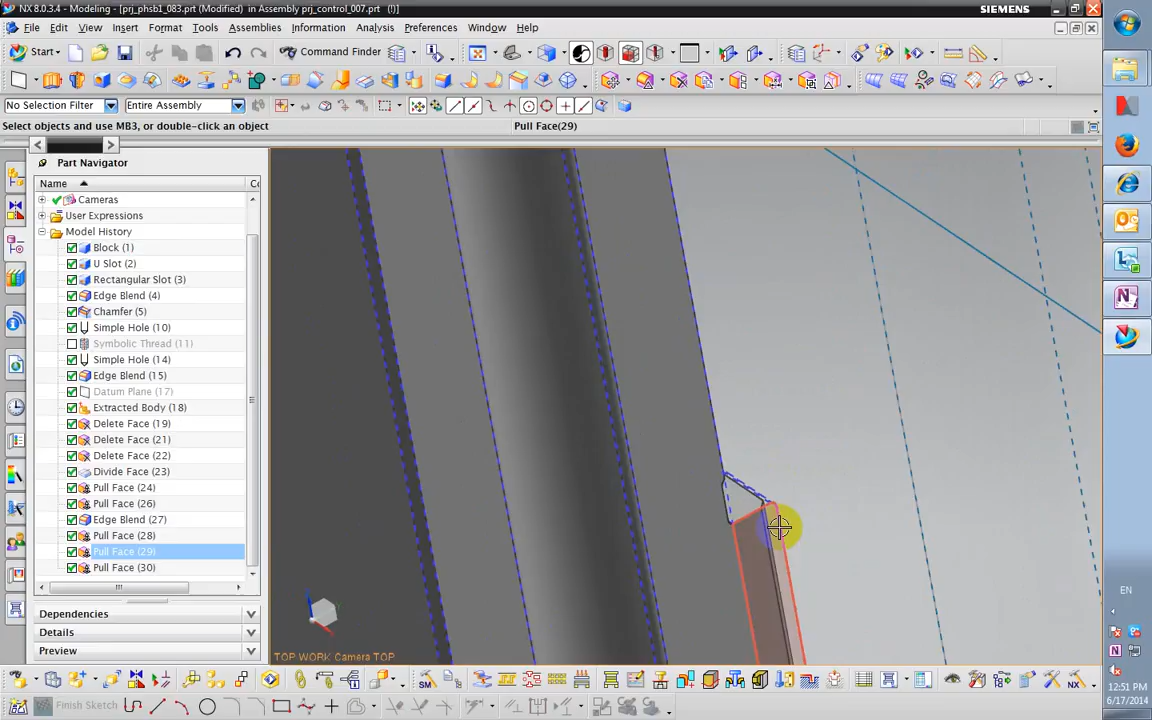 NX 8.0.3.4 - Modeling - [prj_phsb1_083.prt (Modified) in Assembly prj_control_007.prt (!)]
SIEMENS
File Edit View Insert Format Tools Assemblies Information Analysis Preferences Window Help
Start
Command Finder
No Selection Filter
Entire Assembly
Select objects and use MB3, or double-click an object
Pull Face(29)
Part Navigator
Name
Cameras
User Expressions
Model History
Block (1)
U Slot (2)
Rectangular Slot (3)
Edge Blend (4)
Chamfer (5)
Simple Hole (10)
Symbolic Thread (11)
Simple Hole (14)
Edge Blend (15)
Datum Plane (17)
Extracted Body (18)
Delete Face (19)
Delete Face (21)
Delete Face (22)
Divide Face (23)
Pull Face (24)
Pull Face (26)
Edge Blend (27)
Pull Face (28)
Pull Face (29)
Pull Face (30)
Dependencies
Details
Preview
TOP WORK Camera TOP
Finish Sketch
SM
NX
EN
12:51 PM
6/17/2014